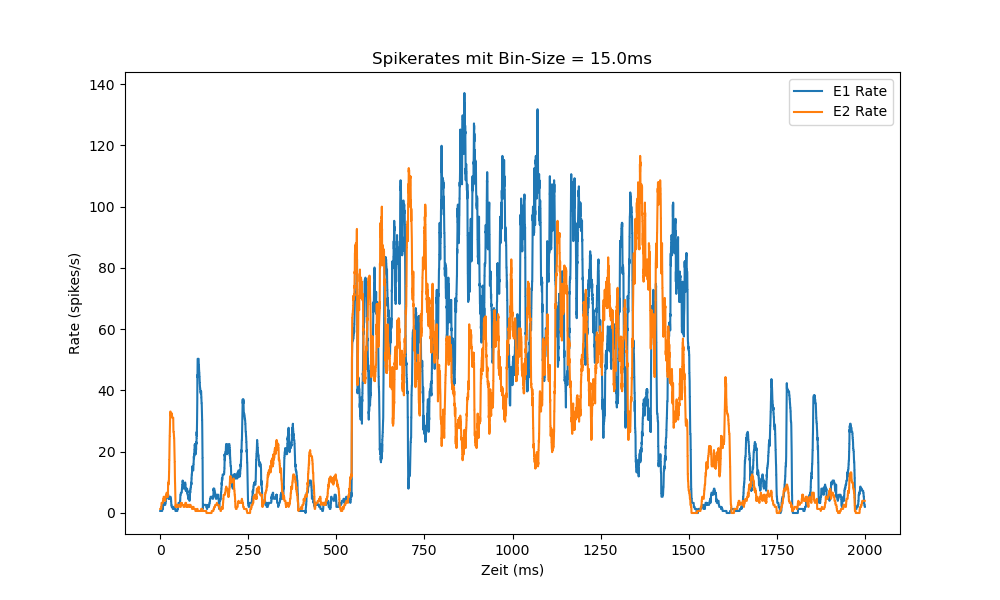 Spikerates mit Bin-Size = 15.0ms
E1 Rate
E2 Rate
Rate (spikes/s)
140
120
100
80
60
40
20
0
0 250 500 750 1000 1250 1500 1750 2000
Zeit (ms)